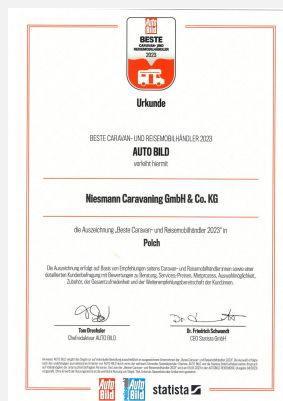 Auto
Bild
BESTE
CARAVAN- UND
REISEMOBILHÄNDLER
2023
Urkunde
BESTE CARAVAN- UND REISEMOBILHÄNDLER 2023
AUTO BILD
verleiht hiermit
Niesmann Caravaning GmbH & Co. KG
die Auszeichnung „Beste Caravan- und Reisemobilhändler 2023" in
Polch
Die Auszeichnung erfolgt auf Basis von Empfehlungen seitens Caravan- und Reisemobilhändler:innen sowie einer
detaillierten Kundenbefragung mit Bewertungen zu Beratung, Services, Preisen, Mietprozess, Auswahlmöglichkeit,
Zubehör, der Gesamtzufriedenheit und der Weiterempfehlungsbereitschaft der Kund:innen.
Tom Drechsler
Chefredakteur AUTO BILD
Dr. Friedrich Schwandt
CEO Statista GmbH
Auto
Bild
Auto
Bild
statista